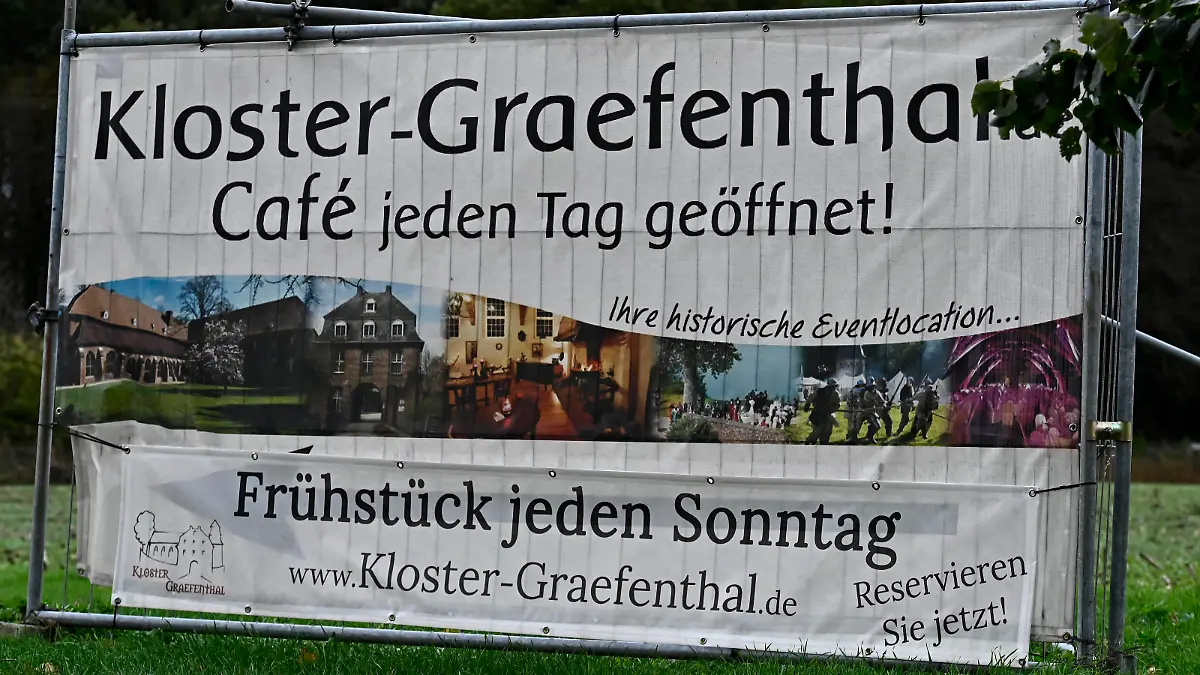 Kloster-Graefenthal.de
Café jeden Tag geöffnet!
Ihre historische Eventlocation...
Frühstück jeden Sonntag
www.Kloster-Graefenthal.de
Reservieren
Sie jetzt!
Kloster
Graefenthal